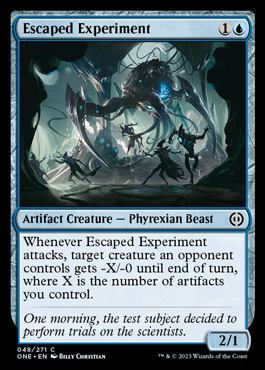 Escaped Experiment 1
Artifact Creature — Phyrexian Beast
Whenever Escaped Experiment
attacks, target creature an opponent
controls gets -X/-0 until end of turn,
where X is the number of artifacts
you control.
One morning, the test subject decided to
perform trials on the scientists.
2/1
048/271 C
ONE • EN BILLY CHRISTIAN ™ & © 2023 Wizards of the Coast